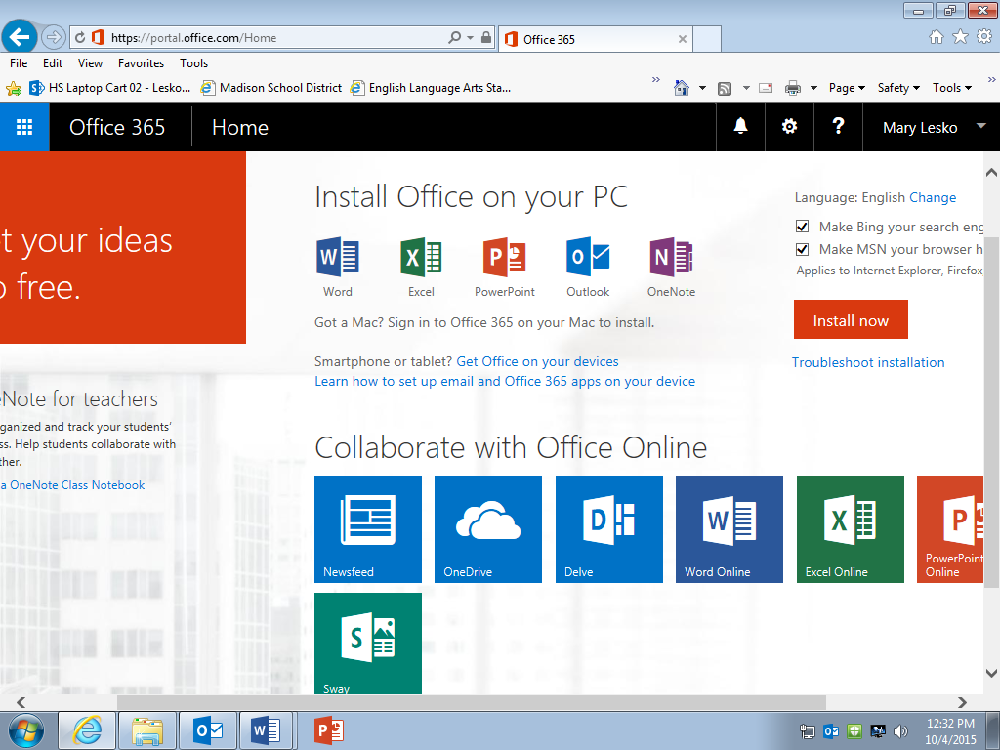 https://portal.office.com/Home
Office 365
File Edit View Favorites Tools
HS Laptop Cart 02 - Lesko... Madison School District English Language Arts Sta... Page Safety Tools
Office 365 Home ? Mary Lesko
t your ideas
o free.
Install Office on your PC
Word Excel PowerPoint Outlook OneNote
Got a Mac? Sign in to Office 365 on your Mac to install.
Smartphone or tablet? Get Office on your devices
Learn how to set up email and Office 365 apps on your device
Language: English Change
Make Bing your search eng
Make MSN your browser h
Applies to Internet Explorer, Firefox
Install now
Troubleshoot installation
eNote for teachers
ganized and track your students'
ss. Help students collaborate with
ther.
a OneNote Class Notebook
Collaborate with Office Online
Newsfeed
OneDrive
Delve
Word Online
Excel Online
PowerPoint
Online
Sway
12:32 PM
10/4/2015